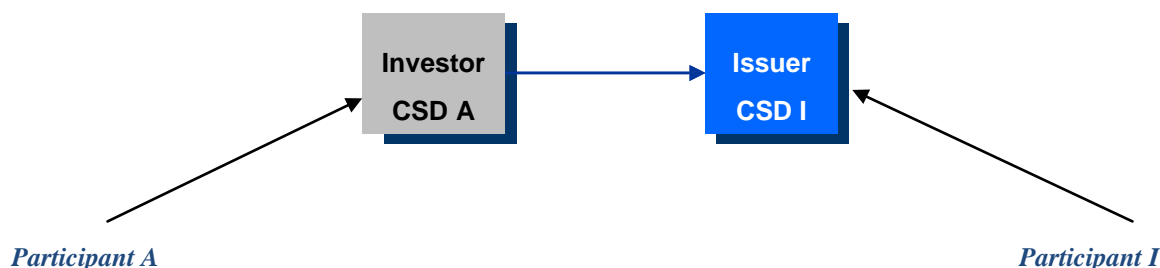 Investor
CSD A
Issuer
CSD I
Participant A
Participant I